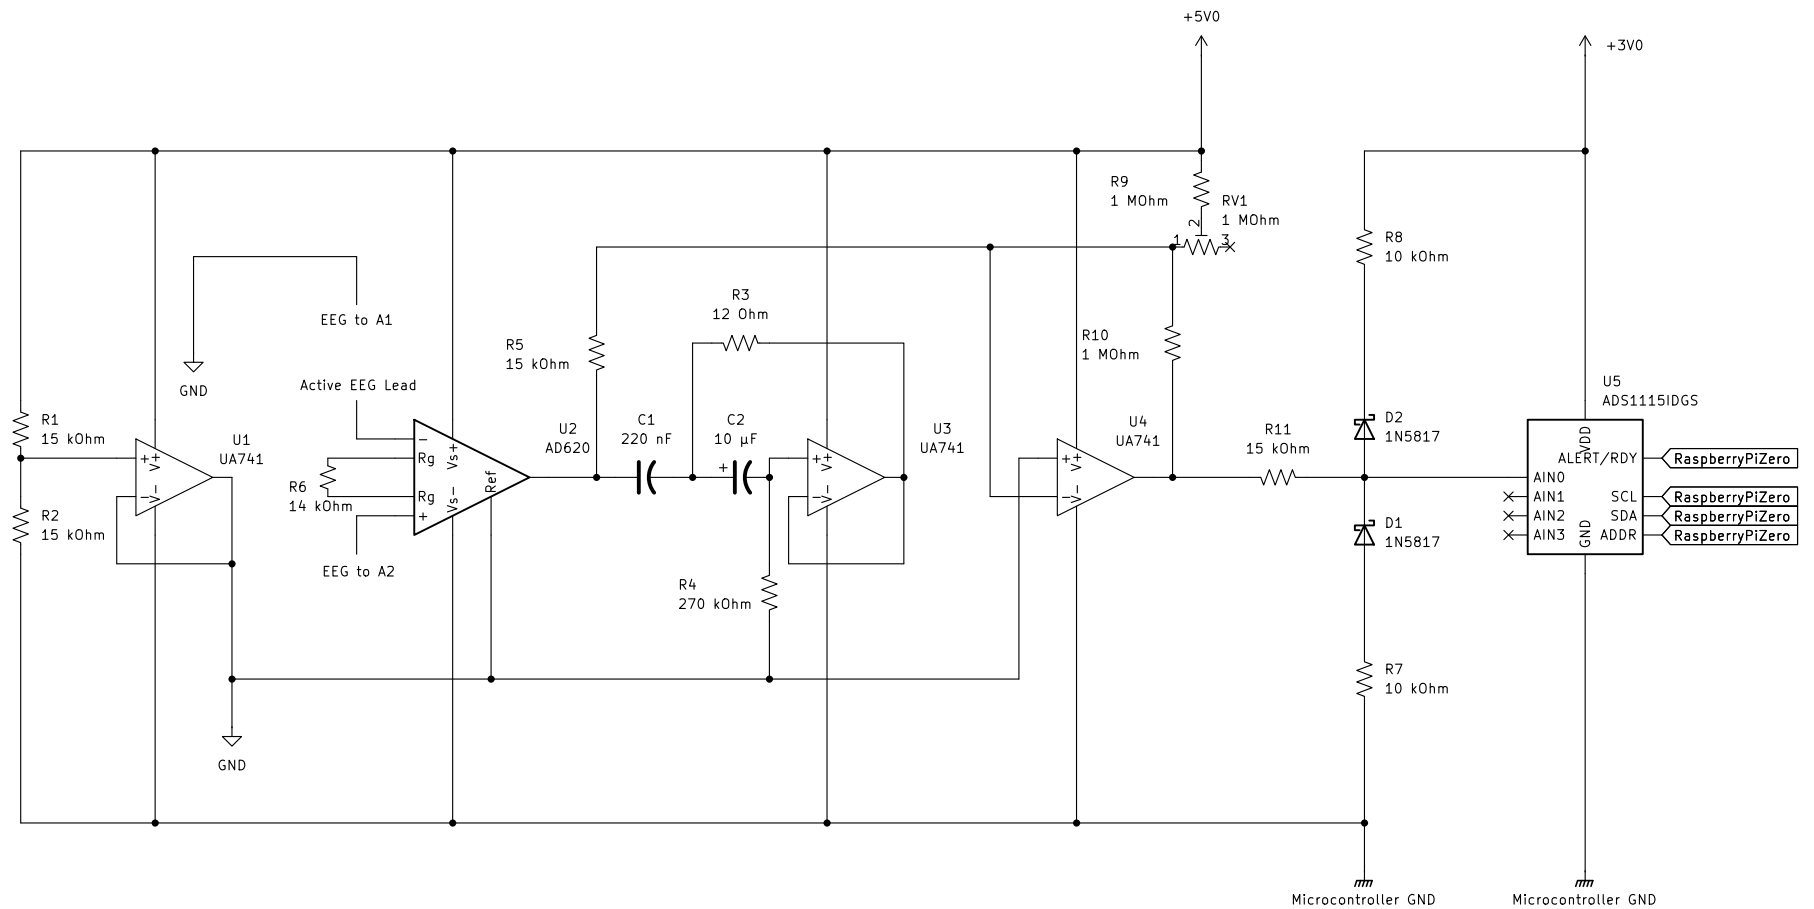 +5V0
+3V0
R9
1 MOhm
RV1
1 MOhm
1
2
3
R8
10 kOhm
R3
12 Ohm
EEG to A1
R5
15 kOhm
R10
1 MOhm
GND
Active EEG Lead
R1
15 kOhm
U1
UA741
+
V+
−
V-
R6
14 kOhm
−
Rg
Rg
+
Vs+
Vs-
Ref
U2
AD620
C1
220 nF
C2
10 µF
+
U3
UA741
+
V+
−
V-
U4
UA741
+
V+
−
V-
R11
15 kOhm
D2
1N5817
D1
1N5817
U5
ADS1115IDGS
VDD
ALERT/RDY
RaspberryPiZero
AIN0
AIN1
SCL
RaspberryPiZero
AIN2
SDA
RaspberryPiZero
AIN3
GND
ADDR
RaspberryPiZero
R2
15 kOhm
EEG to A2
R4
270 kOhm
R7
10 kOhm
GND
Microcontroller GND
Microcontroller GND